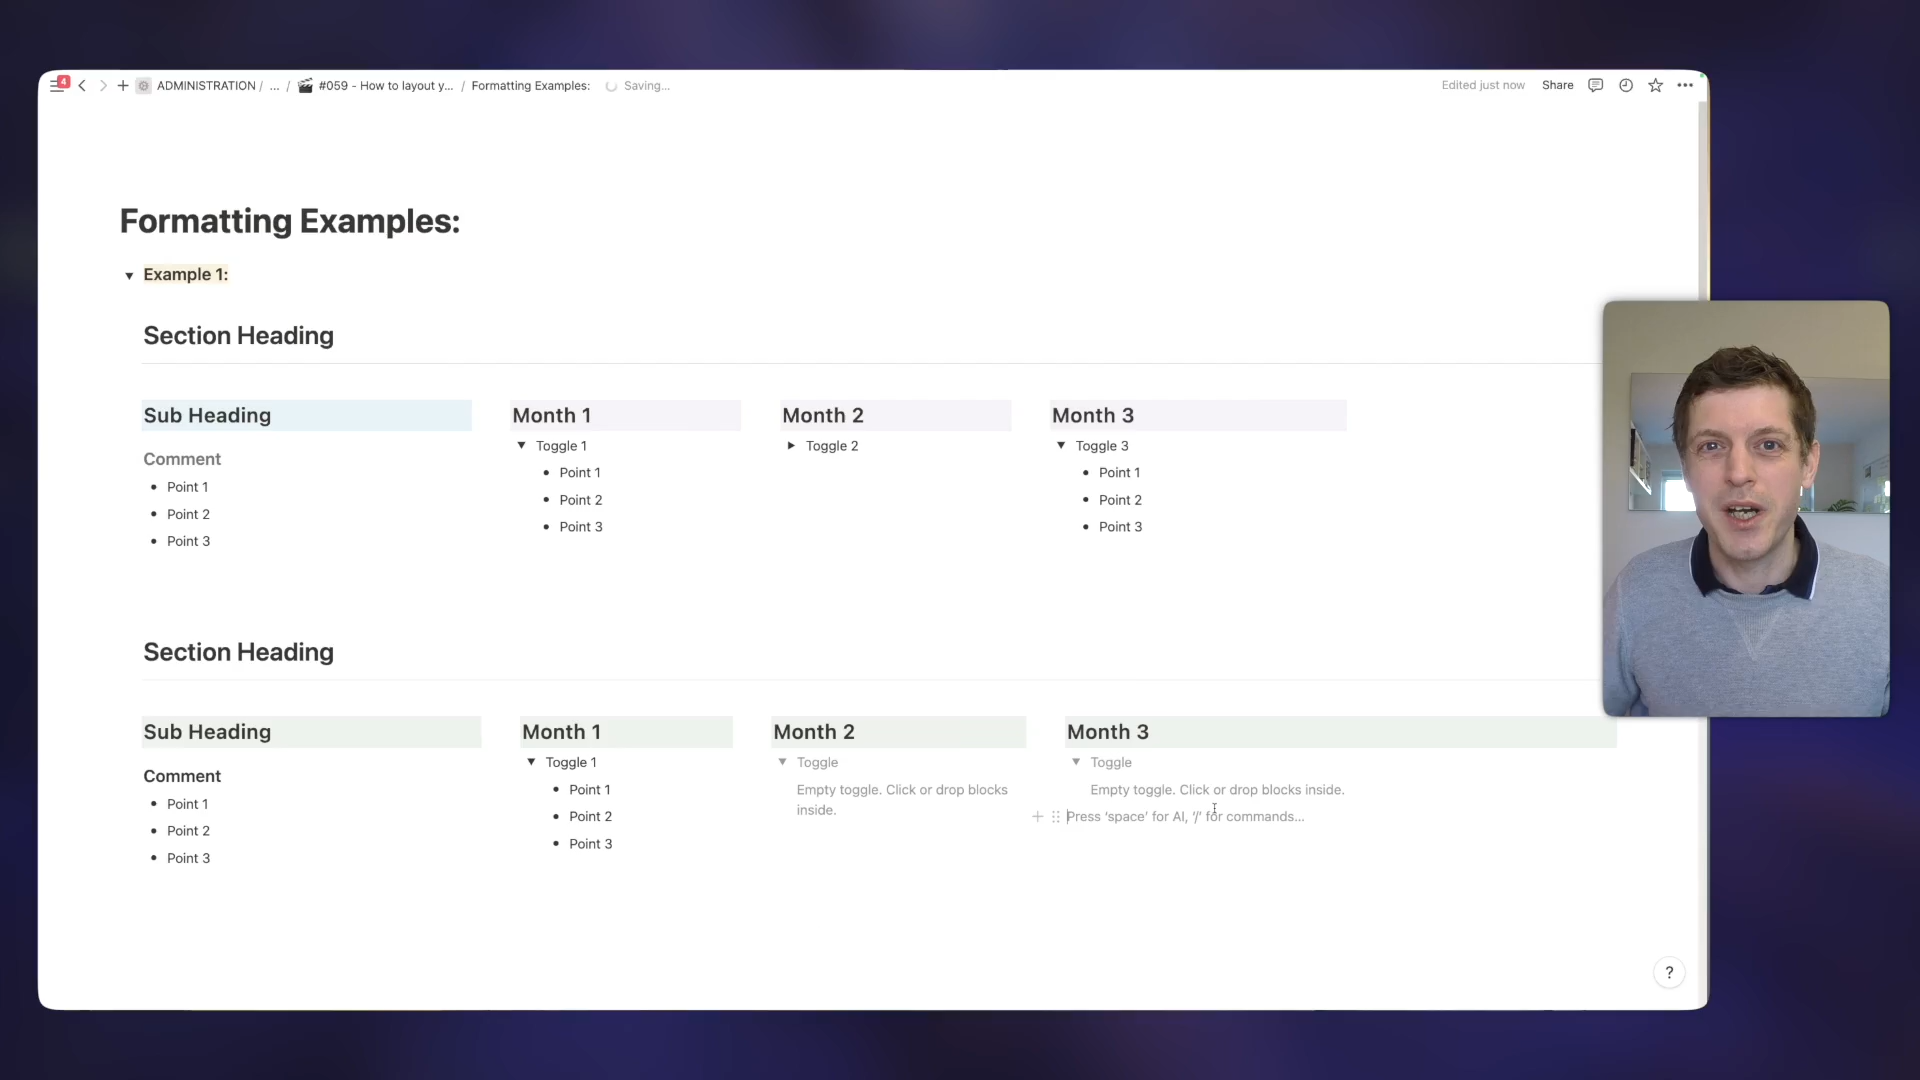 4
ADMINISTRATION / ... / #059 - How to layout y... / Formatting Examples: Saving...
Edited just now Share
Formatting Examples:
Example 1:
Section Heading
Sub Heading
Comment
• Point 1
• Point 2
• Point 3
Month 1
Toggle 1
• Point 1
• Point 2
• Point 3
Month 2
Toggle 2
Month 3
Toggle 3
• Point 1
• Point 2
• Point 3
Section Heading
Sub Heading
Comment
• Point 1
• Point 2
• Point 3
Month 1
Toggle 1
• Point 1
• Point 2
• Point 3
Month 2
Toggle
Empty toggle. Click or drop blocks
inside.
Month 3
Toggle
Empty toggle. Click or drop blocks inside.
Press ‘space’ for AI, ‘/’ for commands...
?